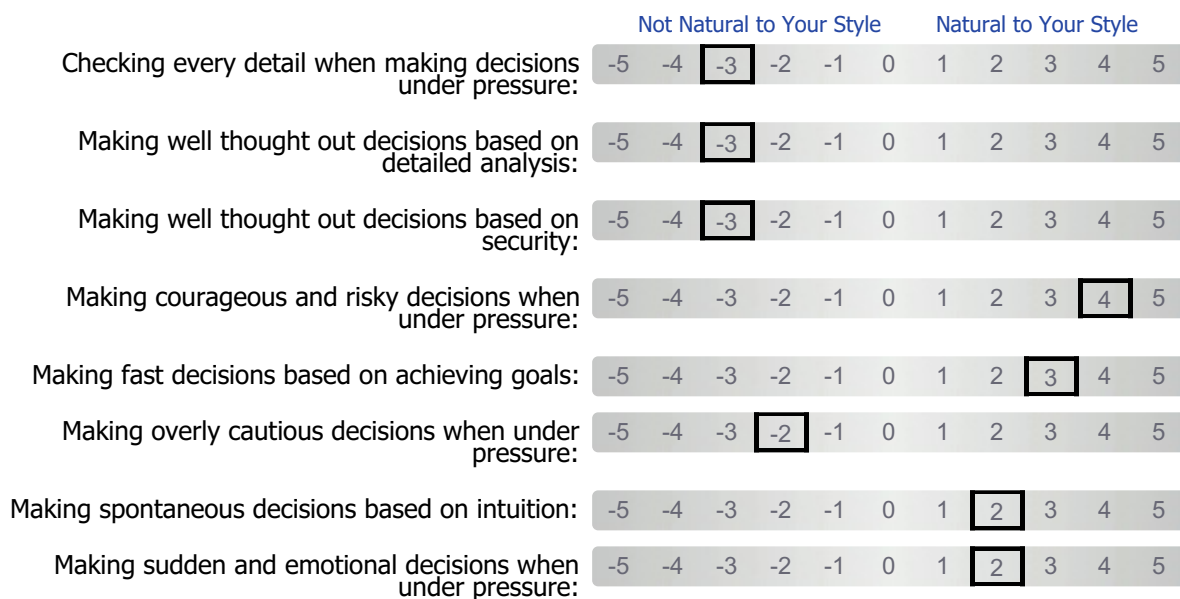 Not Natural to Your Style Natural to Your Style
Checking every detail when making decisions
under pressure:
-5 -4 -3 -2 -1 0 1 2 3 4 5
Making well thought out decisions based on
detailed analysis:
-5 -4 -3 -2 -1 0 1 2 3 4 5
Making well thought out decisions based on
security:
-5 -4 -3 -2 -1 0 1 2 3 4 5
Making courageous and risky decisions when
under pressure:
-5 -4 -3 -2 -1 0 1 2 3 4 5
Making fast decisions based on achieving goals:
-5 -4 -3 -2 -1 0 1 2 3 4 5
Making overly cautious decisions when under
pressure:
-5 -4 -3 -2 -1 0 1 2 3 4 5
Making spontaneous decisions based on intuition:
-5 -4 -3 -2 -1 0 1 2 3 4 5
Making sudden and emotional decisions when
under pressure:
-5 -4 -3 -2 -1 0 1 2 3 4 5